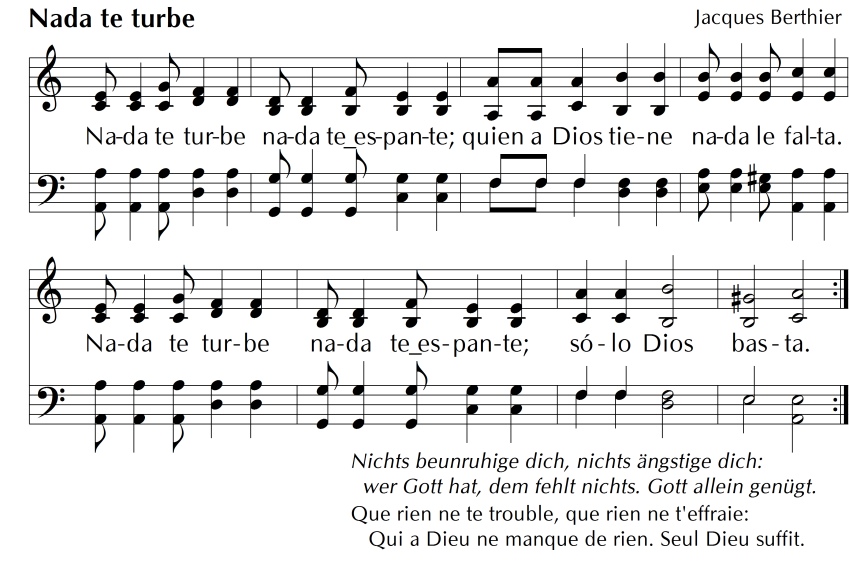 Nada te turbe
Jacques Berthier
Na-da te tur-be na-da te_es-pan-te; quien a Dios tie-ne na-da le fal-ta.
Na-da te tur-be na-da te_es-pan-te; só-lo Dios bas-ta.
Nichts beunruhige dich, nichts ängstige dich:
wer Gott hat, dem fehlt nichts. Gott allein genügt.
Que rien ne te trouble, que rien ne t'effraie:
Qui a Dieu ne manque de rien. Seul Dieu suffit.